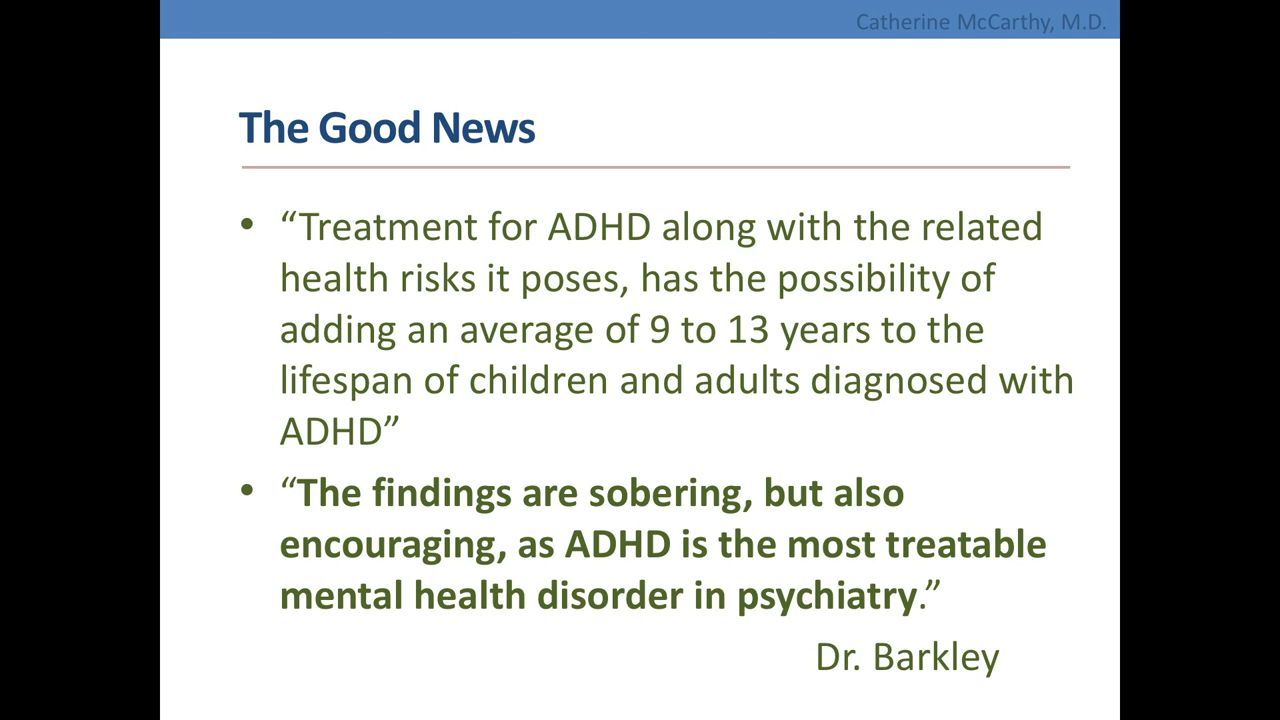 Catherine McCarthy, M.D.
The Good News
• “Treatment for ADHD along with the related
health risks it poses, has the possibility of
adding an average of 9 to 13 years to the
lifespan of children and adults diagnosed with
ADHD”
• “The findings are sobering, but also
encouraging, as ADHD is the most treatable
mental health disorder in psychiatry.”
Dr. Barkley